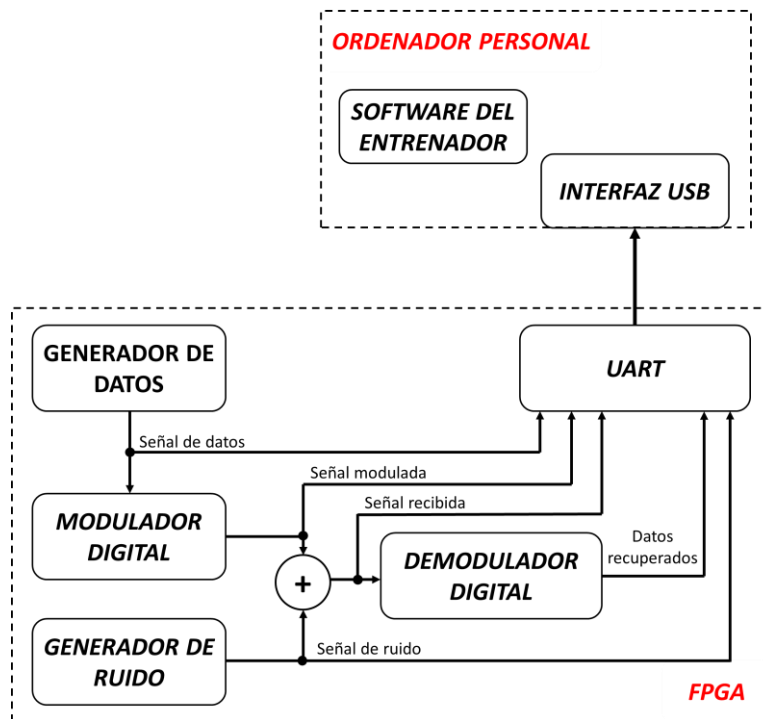 ORDENADOR PERSONAL
SOFTWARE DEL
ENTRENADOR
INTERFAZ USB
GENERADOR DE
DATOS
UART
Señal de datos
Señal modulada
Señal recibida
MODULADOR
DIGITAL
+
DEMODULADOR
DIGITAL
Datos
recuperados
GENERADOR DE
RUIDO
Señal de ruido
FPGA